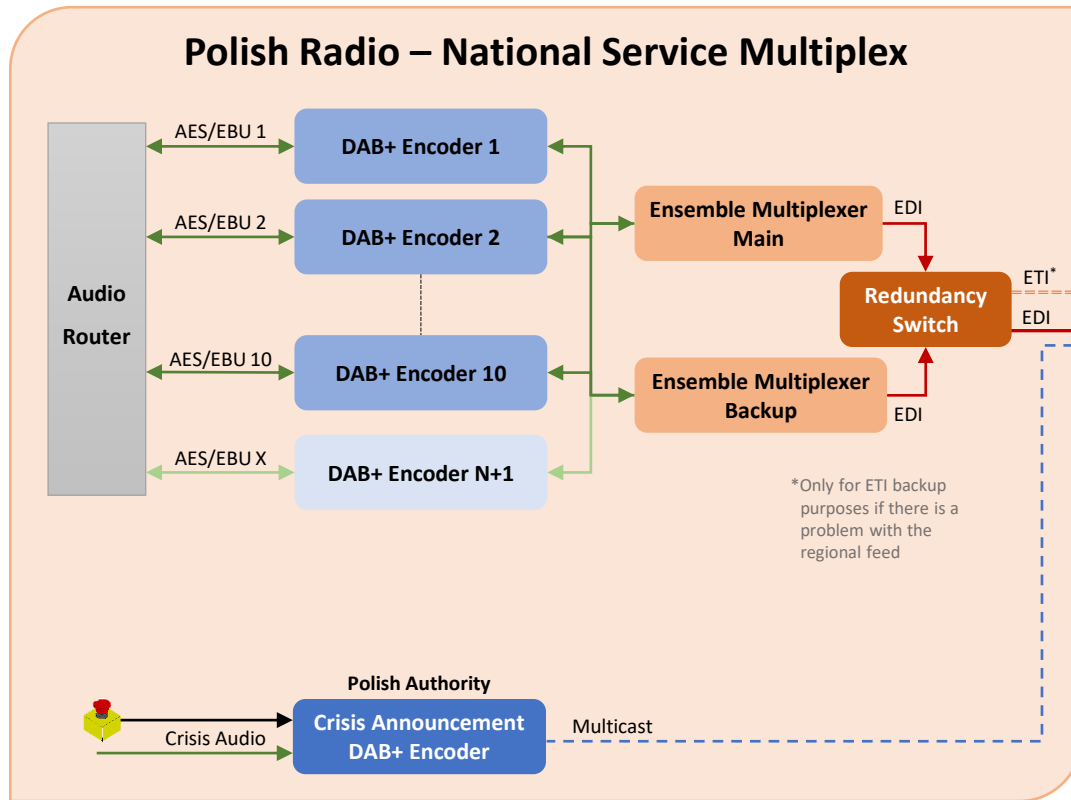 Polish Radio – National Service Multiplex
AES/EBU 1
DAB+ Encoder 1
AES/EBU 2
DAB+ Encoder 2
Audio
Router
AES/EBU 10
DAB+ Encoder 10
AES/EBU X
DAB+ Encoder N+1
Ensemble Multiplexer
Main
EDI
Redundancy
Switch
ETI*
EDI
Ensemble Multiplexer
Backup
EDI
*Only for ETI backup
purposes if there is a
problem with the
regional feed
Polish Authority
Crisis Audio
Crisis Announcement
DAB+ Encoder
Multicast